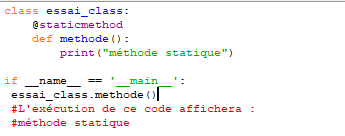 class essai_class:
    @staticmethod
    def methode():
        print("méthode statique")

if __name__ == '__main__':
 essai_class.methode()
 #L'exécution de ce code affichera :
 #méthode statique